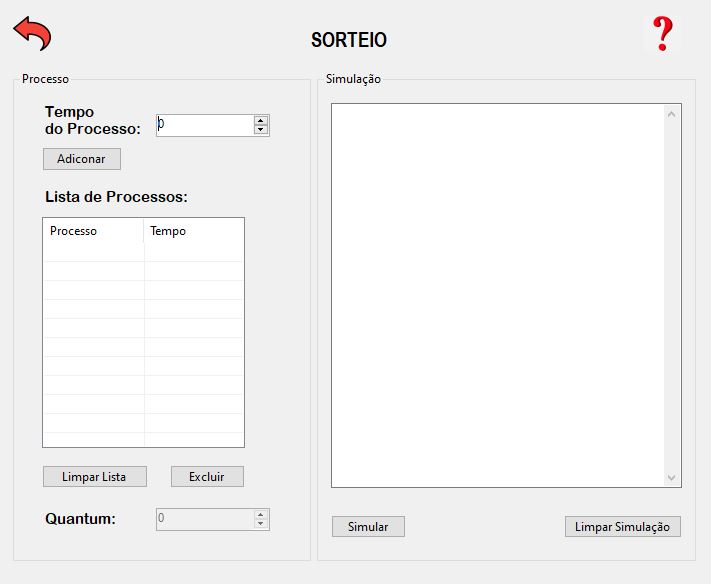 SORTEIO
Processo
Tempo
do Processo:
0
Adiconar
Lista de Processos:
Processo Tempo
Limpar Lista
Excluir
Quantum:
0
Simulação
Simular
Limpar Simulação